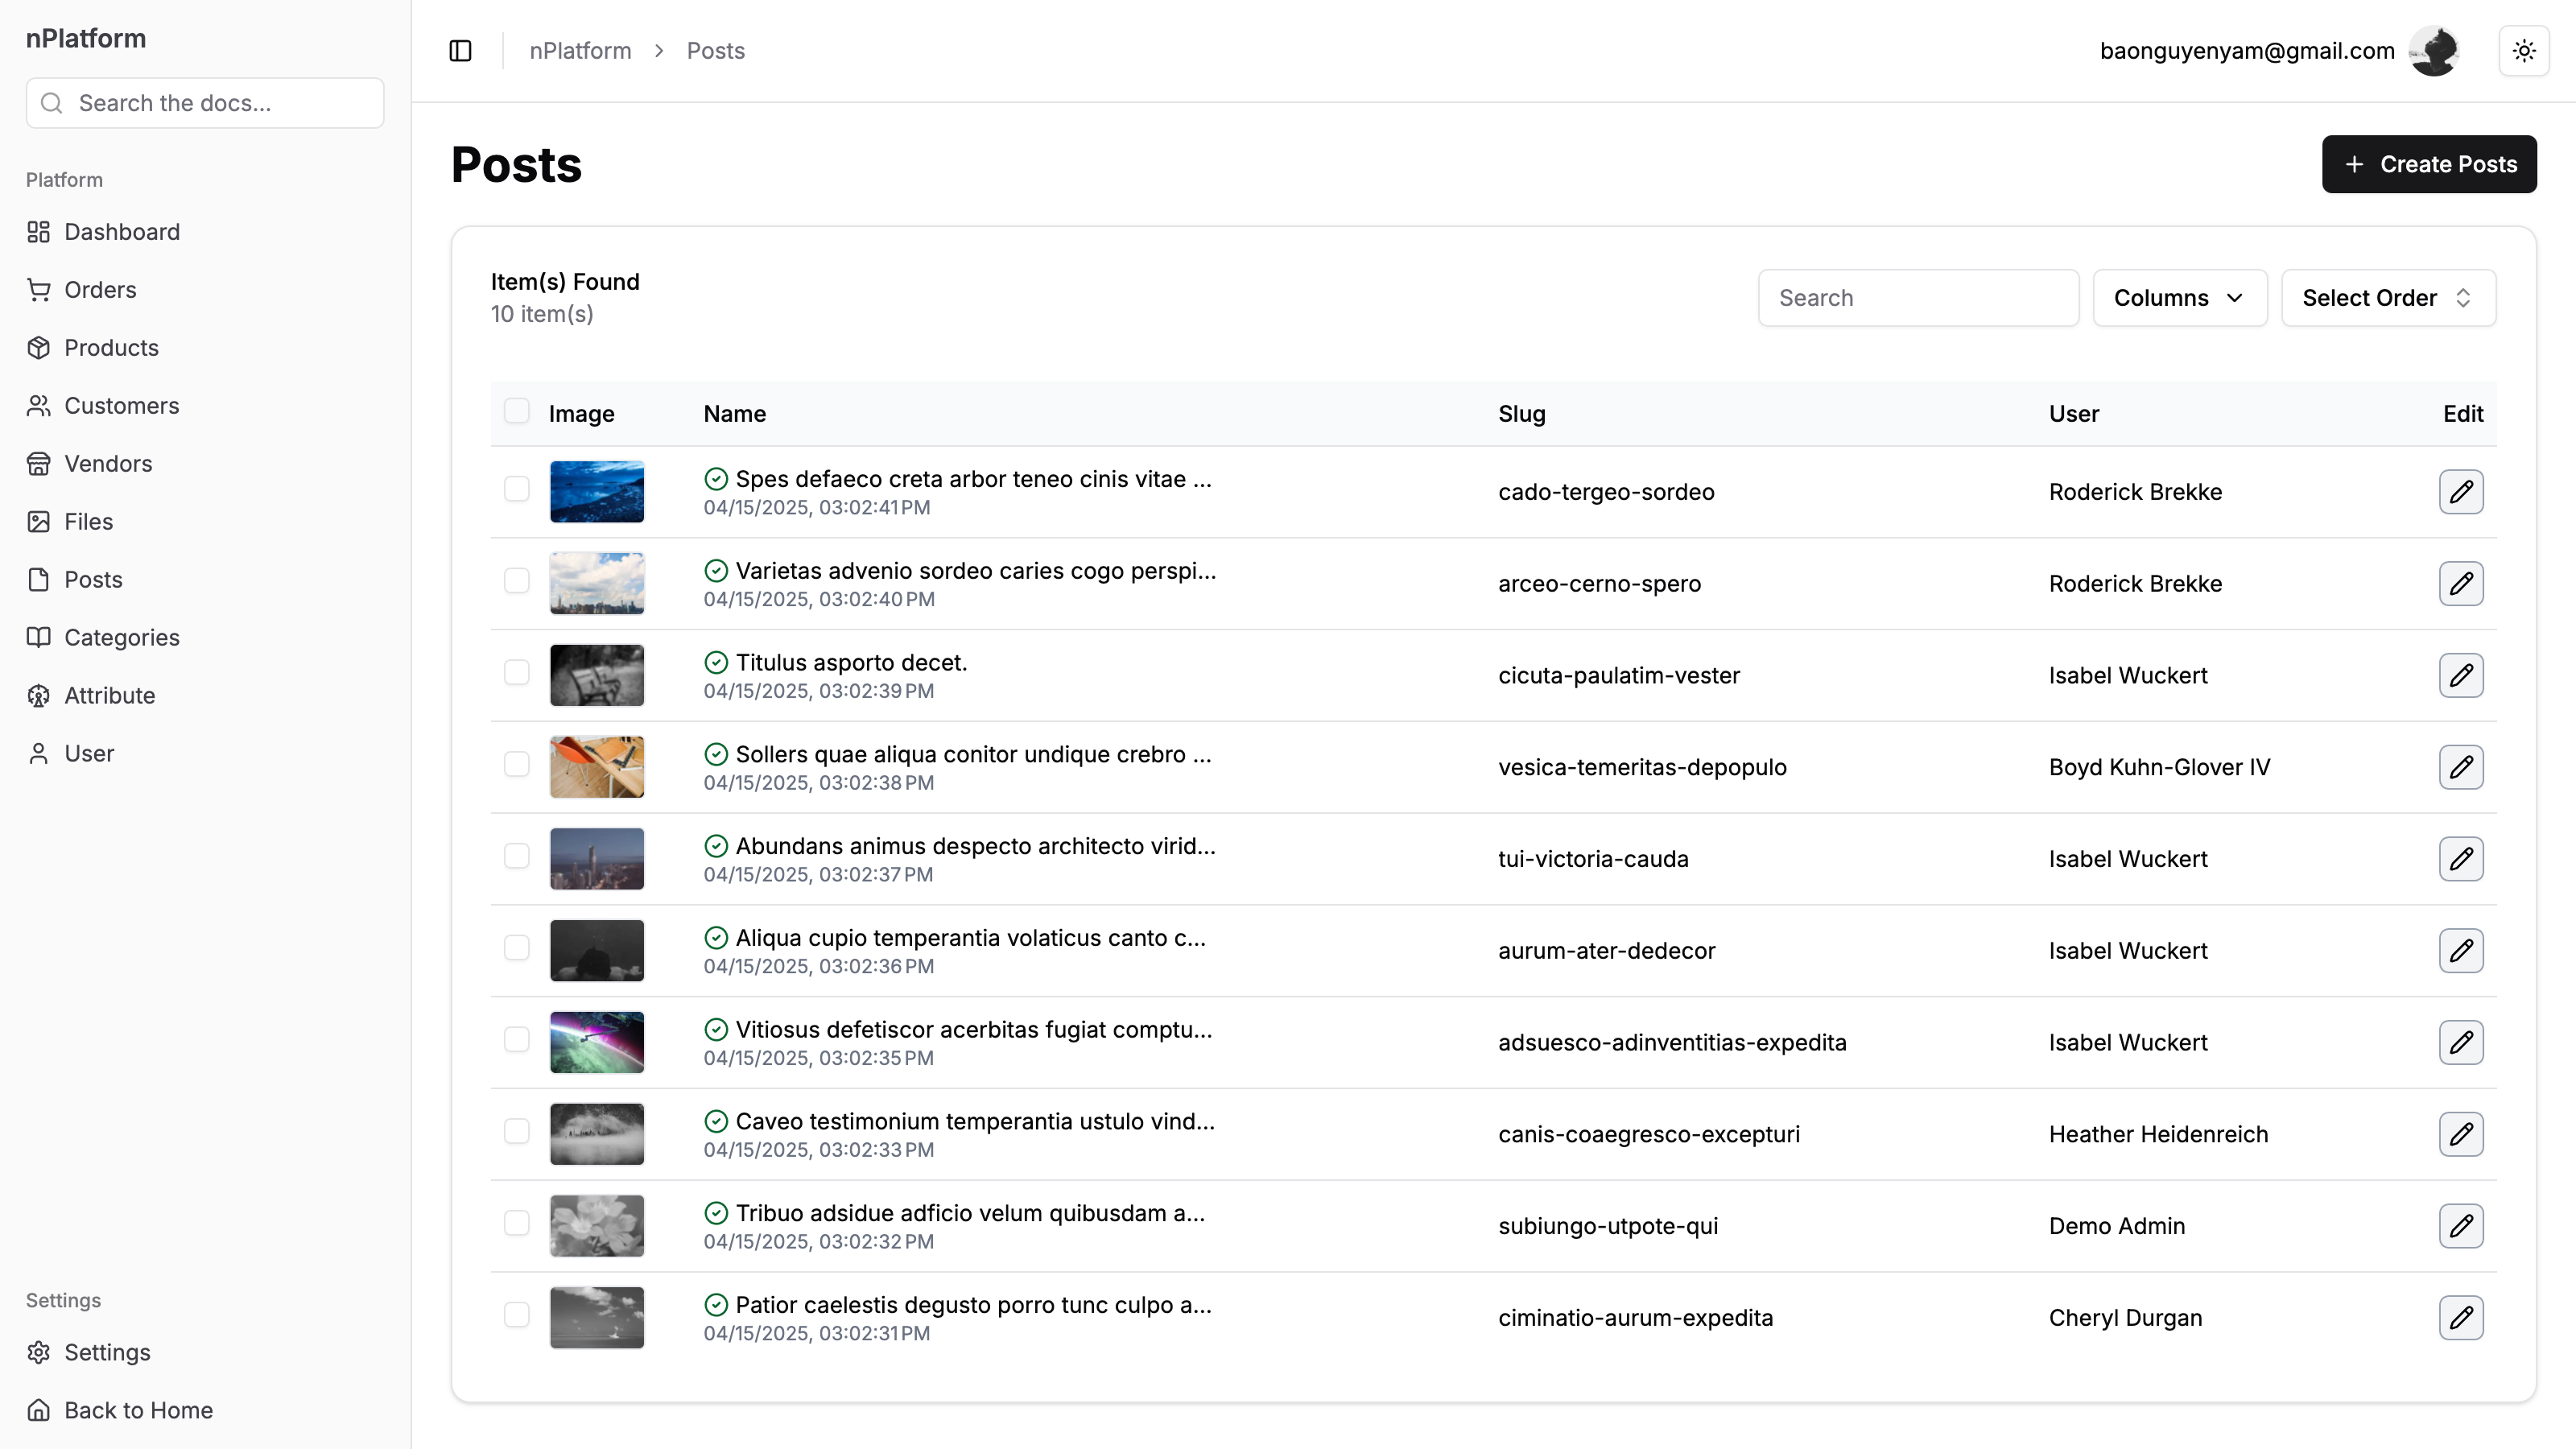 nPlatform
Search the docs...
Platform
Dashboard
Orders
Products
Customers
Vendors
Files
Posts
Categories
Attribute
User
Settings
Settings
Back to Home
nPlatform > Posts
baonguyenyam@gmail.com
Posts
+ Create Posts
Item(s) Found
10 item(s)
Search
Columns
Select Order
Image Name Slug User Edit
Spes defaeco creta arbor teneo cinis vitae ... cado-tergeo-sordeo Roderick Brekke
04/15/2025, 03:02:41 PM
Varietas advenio sordeo caries cogo perspi... arceo-cerno-spero Roderick Brekke
04/15/2025, 03:02:40 PM
Titulus asporto decet. cicuta-paulatim-vester Isabel Wuckert
04/15/2025, 03:02:39 PM
Sollers quae aliqua conitor undique crebro ... vesica-temeritas-depopulo Boyd Kuhn-Glover IV
04/15/2025, 03:02:38 PM
Abundans animus despecto architecto virid... tui-victoria-cauda Isabel Wuckert
04/15/2025, 03:02:37 PM
Aliqua cupio temperantia volaticus canto c... aurum-ater-dedecor Isabel Wuckert
04/15/2025, 03:02:36 PM
Vitiosus defetiscor acerbitas fugiat comptu... adsuesco-adinventitias-expedita Isabel Wuckert
04/15/2025, 03:02:35 PM
Caveo testimonium temperantia ustulo vind... canis-coaegresco-excepturi Heather Heidenreich
04/15/2025, 03:02:33 PM
Tribuo adsidue adficio velum quibusdam a... subiungo-utpote-qui Demo Admin
04/15/2025, 03:02:32 PM
Patior caelestis degusto porro tunc culpo a... ciminatio-aurum-expedita Cheryl Durgan
04/15/2025, 03:02:31 PM